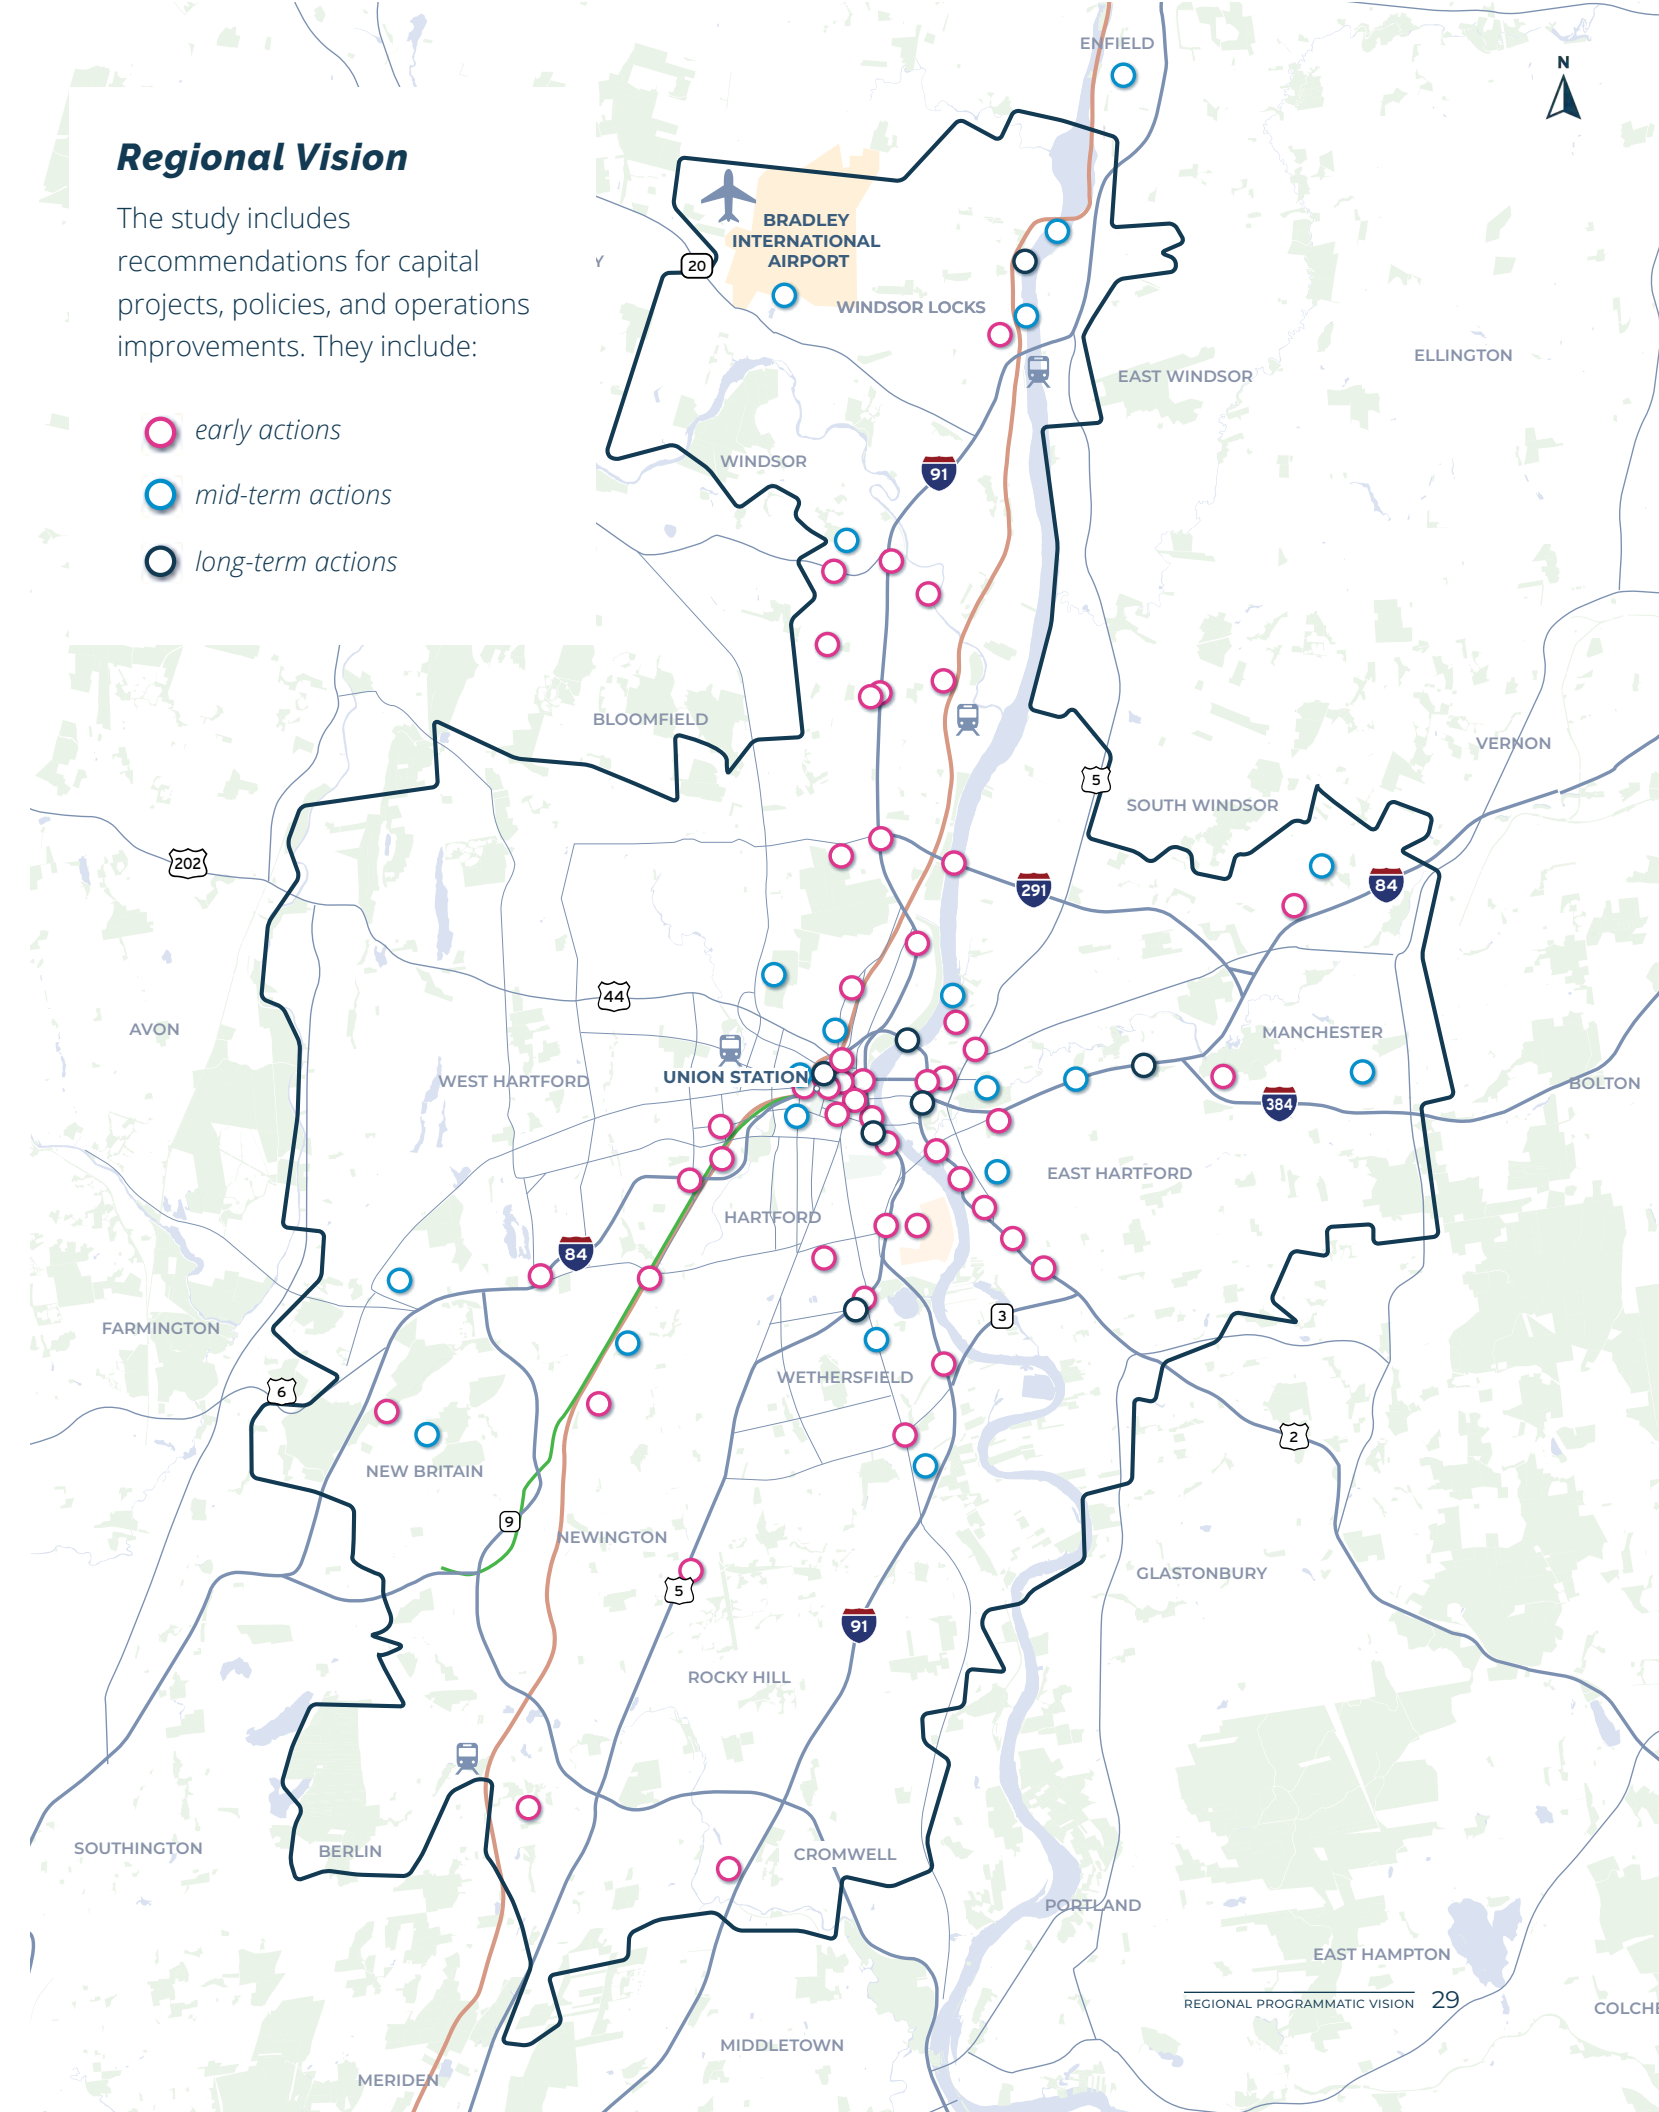 ENFIELD
N
Regional Vision
The study includes
recommendations for capital
projects, policies, and operations
improvements. They include:
early actions
mid-term actions
long-term actions
BRADLEY
INTERNATIONAL
AIRPORT
20
Y
WINDSOR LOCKS
ELLINGTON
EAST WINDSOR
WINDSOR
91
BLOOMFIELD
VERNON
5
SOUTH WINDSOR
202
291
84
44
AVON
MANCHESTER
WEST HARTFORD
UNION STATION
BOLTON
384
EAST HARTFORD
HARTFORD
84
3
FARMINGTON
WETHERSFIELD
6
2
NEW BRITAIN
9
NEWINGTON
GLASTONBURY
5
91
ROCKY HILL
SOUTHINGTON
BERLIN
CROMWELL
PORTLAND
EAST HAMPTON
REGIONAL PROGRAMMATIC VISION 29
COLCHE
MIDDLETOWN
MERIDEN